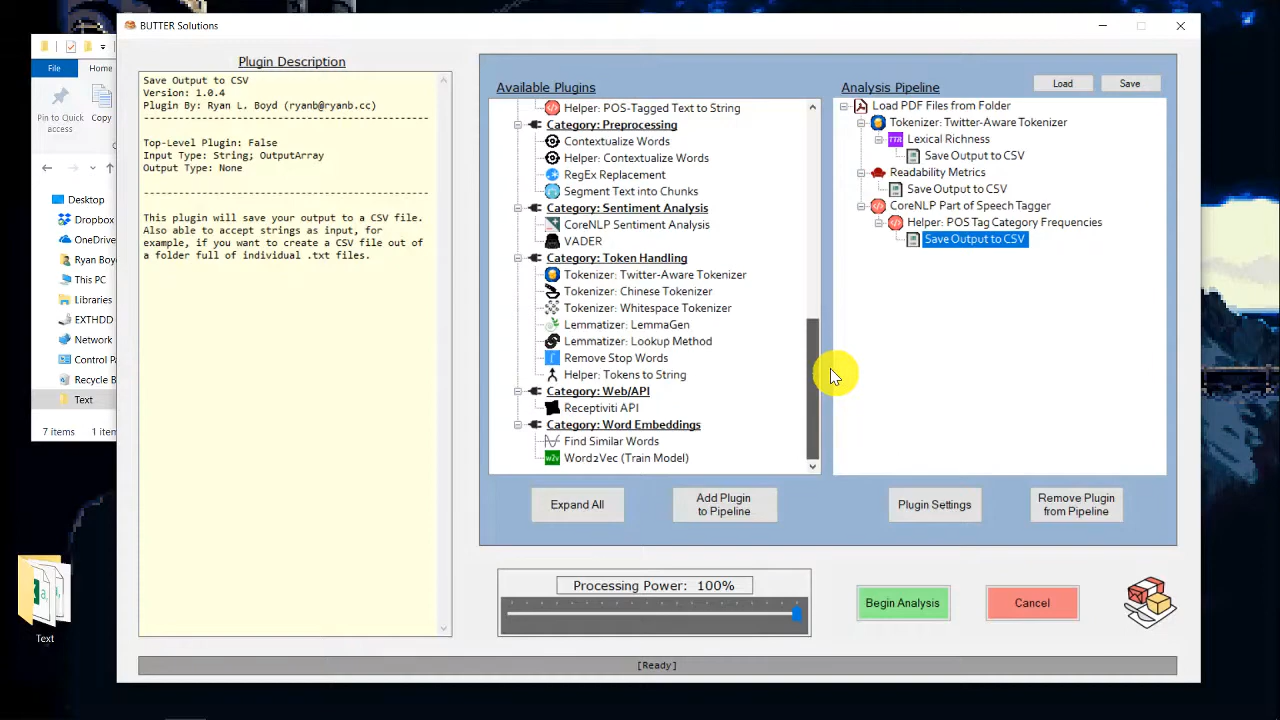 BUTTER Solutions
File
Home
Pin to Quick
access
Copy
Desktop
Dropbox
OneDrive
Ryan Boy
This PC
Libraries
EXTHDD
Network
Control Pa
Recycle B
Text
7 items
1 item
Text
Plugin Description
Save Output to CSV
Version: 1.0.4
Plugin By: Ryan L. Boyd (ryanb@ryanb.cc)
Top-Level Plugin: False
Input Type: String; OutputArray
Output Type: None
This plugin will save your output to a CSV file.
Also able to accept strings as input, for
example, if you want to create a CSV file out of
a folder full of individual .txt files.
Available Plugins
Helper: POS-Tagged Text to String
Category: Preprocessing
Contextualize Words
Helper: Contextualize Words
RegEx Replacement
Segment Text into Chunks
Category: Sentiment Analysis
CoreNLP Sentiment Analysis
VADER
Category: Token Handling
Tokenizer: Twitter-Aware Tokenizer
Tokenizer: Chinese Tokenizer
Tokenizer: Whitespace Tokenizer
Lemmatizer: LemmaGen
Lemmatizer: Lookup Method
Remove Stop Words
Helper: Tokens to String
Category: Web/API
Receptiviti API
Category: Word Embeddings
Find Similar Words
w2v
Word2Vec (Train Model)
Expand All
Add Plugin
to Pipeline
Analysis Pipeline
Load
Save
Load PDF Files from Folder
Tokenizer: Twitter-Aware Tokenizer
TTR
Lexical Richness
Save Output to CSV
Readability Metrics
Save Output to CSV
CoreNLP Part of Speech Tagger
Helper: POS Tag Category Frequencies
Save Output to CSV
Plugin Settings
Remove Plugin
from Pipeline
Processing Power: 100%
Begin Analysis
Cancel
[Ready]